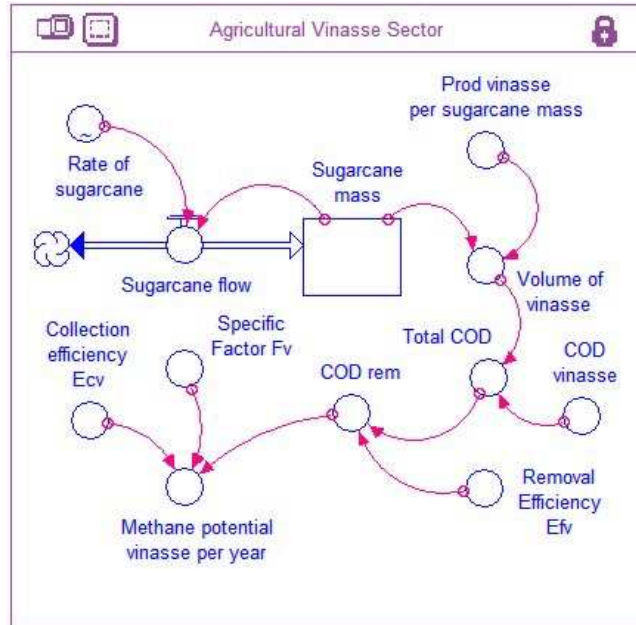 Agricultural Vinasse Sector
Prod vinasse
per sugarcane mass
Rate of
sugarcane
Sugarcane
mass
Sugarcane flow
Volume of
vinasse
Collection
efficiency
Ecv
Specific
Factor Fv
COD rem
Total COD
COD
vinasse
Methane potential
vinasse per year
Removal
Efficiency
Efv
~